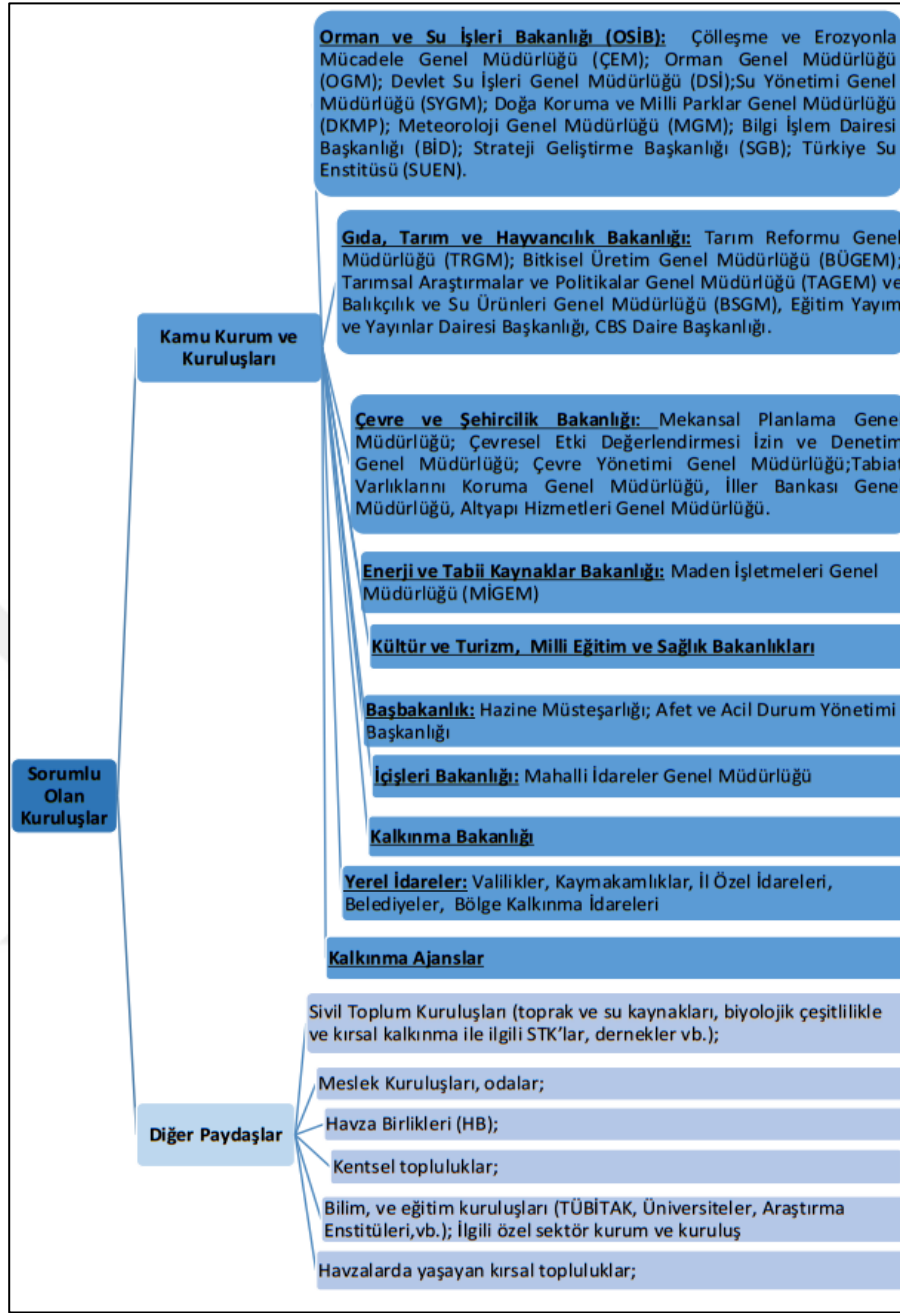 Orman ve Su İşleri Bakanlığı (OSİB): Çölleşme ve Erozyonla
Mücadele Genel Müdürlüğü (ÇEM); Orman Genel Müdürlüğü
(OGM); Devlet Su İşleri Genel Müdürlüğü (DSİ);Su Yönetimi Genel
Müdürlüğü (SYGM); Doğa Koruma ve Milli Parklar Genel Müdürlüğü
(DKMP); Meteoroloji Genel Müdürlüğü (MGM); Bilgi İşlem Dairesi
Başkanlığı (BİD); Strateji Geliştirme Başkanlığı (SGB); Türkiye Su
Enstitüsü (SUEN).
Gıda, Tarım ve Hayvancılık Bakanlığı: Tarım Reformu Genel
Müdürlüğü (TRGM); Bitkisel Üretim Genel Müdürlüğü (BÜGEM);
Tarımsal Araştırmalar ve Politikalar Genel Müdürlüğü (TAGEM) ve
Balıkçılık ve Su Ürünleri Genel Müdürlüğü (BSGM), Eğitim Yayım
ve Yayınlar Dairesi Başkanlığı, CBS Daire Başkanlığı.
Kamu Kurum ve
Kuruluşları
Çevre ve Şehircilik Bakanlığı: Mekansal Planlama Gene
Müdürlüğü; Çevresel Etki Değerlendirmesi İzin ve Denetim
Genel Müdürlüğü; Çevre Yönetimi Genel Müdürlüğü;Tabiat
Varlıklarını Koruma Genel Müdürlüğü, İller Bankası Gene
Müdürlüğü, Altyapı Hizmetleri Genel Müdürlüğü.
Enerji ve Tabii Kaynaklar Bakanlığı: Maden İşletmeleri Genel
Müdürlüğü (MİGEM)
Kültür ve Turizm, Milli Eğitim ve Sağlık Bakanlıkları
Başbakanlık: Hazine Müsteşarlığı; Afet ve Acil Durum Yönetimi
Başkanlığı
İçişleri Bakanlığı: Mahalli İdareler Genel Müdürlüğü
Sorumlu
Olan
Kuruluşlar
Kalkınma Bakanlığı
Yerel İdareler: Valilikler, Kaymakamlıklar, İl Özel İdareleri,
Belediyeler, Bölge Kalkınma İdareleri
Kalkınma Ajanslar
Sivil Toplum Kuruluşları (toprak ve su kaynakları, biyolojik çeşitlilikle
ve kırsal kalkınma ile ilgili STK'lar, dernekler vb.);
Meslek Kuruluşları, odalar;
Diğer Paydaşlar
Havza Birlikleri (HB);
Kentsel topluluklar;
Bilim, ve eğitim kuruluşları (TÜBİTAK, Üniversiteler, Araştırma
Enstitüleri,vb.); İlgili özel sektör kurum ve kuruluş
Havzalarda yaşayan kırsal topluluklar;